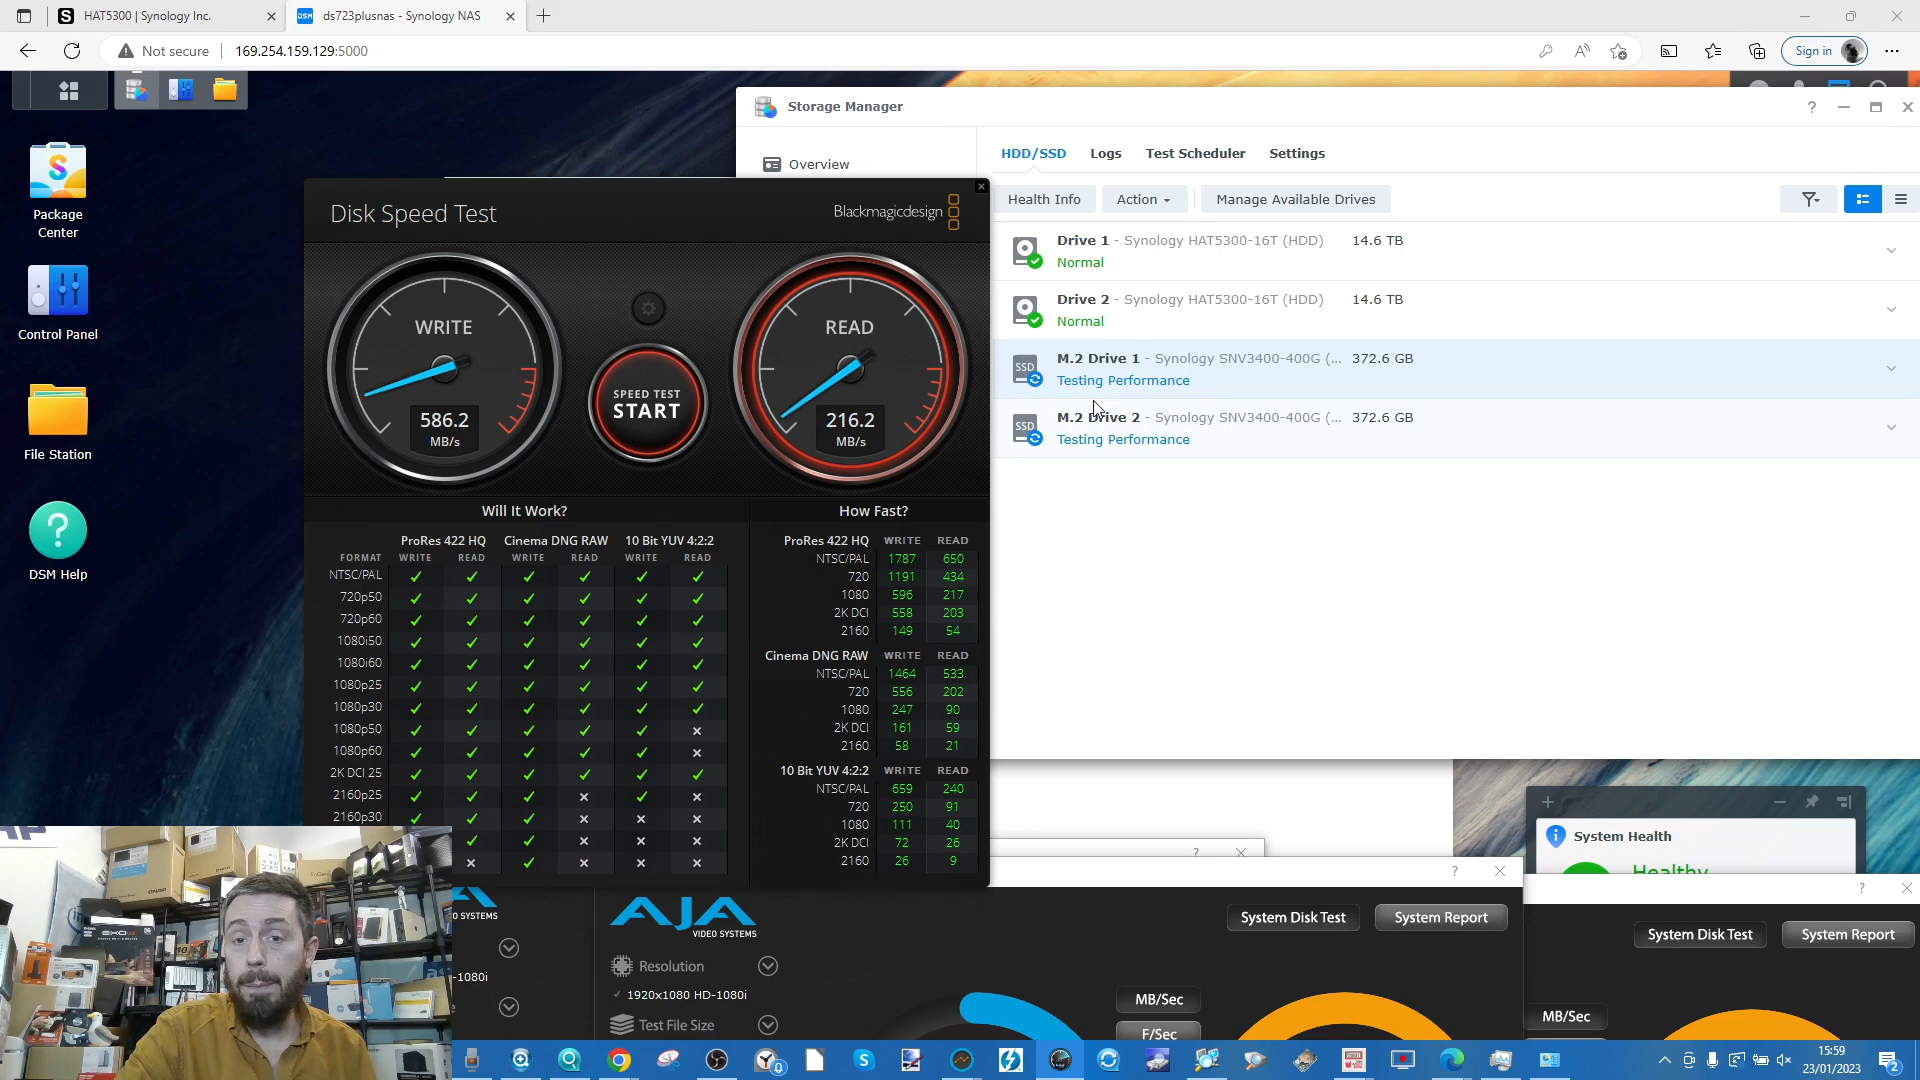 HAT5300 | Synology Inc.
ds723plusnas - Synology NAS
Not secure
169.254.159.129:5000
Sign in
Storage Manager
Overview
HDD/SSD Logs Test Scheduler Settings
Health Info Action Manage Available Drives
Drive 1 - Synology HAT5300-16T (HDD) 14.6 TB
Normal
Drive 2 - Synology HAT5300-16T (HDD) 14.6 TB
Normal
SSD M.2 Drive 1 - Synology SNV3400-400G (... 372.6 GB
Testing Performance
SSD M.2 Drive 2 - Synology SNV3400-400G (... 372.6 GB
Testing Performance
Package
Center
Control Panel
File Station
DSM Help
Disk Speed Test
Blackmagicdesign
WRITE
586.2
MB/s
SPEED TEST
START
READ
216.2
MB/s
Will It Work?
ProRes 422 HQ Cinema DNG RAW 10 Bit YUV 4:2:2
FORMAT WRITE READ WRITE READ WRITE READ
NTSC/PAL ✓ ✓ ✓ ✓ ✓ ✓
720p50 ✓ ✓ ✓ ✓ ✓ ✓
720p60 ✓ ✓ ✓ ✓ ✓ ✓
1080i50 ✓ ✓ ✓ ✓ ✓ ✓
1080i60 ✓ ✓ ✓ ✓ ✓ ✓
1080p25 ✓ ✓ ✓ ✓ ✓ ✓
1080p30 ✓ ✓ ✓ ✓ ✓ ✓
1080p50 ✓ ✓ ✓ ✓ ✓ ×
1080p60 ✓ ✓ ✓ ✓ ✓ ×
2K DCI 25 ✓ ✓ ✓ ✓ ✓ ✓
2160p25 ✓ ✓ ✓ × ✓ ×
2160p30 ✓ ✓ ✓ × × ×
✓ ✓ × × ×
× ✓ × × ×
How Fast?
ProRes 422 HQ WRITE READ
NTSC/PAL 1787 650
720 1191 434
1080 596 217
2K DCI 558 203
2160 149 54
Cinema DNG RAW WRITE READ
NTSC/PAL 1464 533
720 556 202
1080 247 90
2K DCI 161 59
2160 58 21
10 Bit YUV 4:2:2 WRITE READ
NTSC/PAL 659 240
720 250 91
1080 111 40
2K DCI 72 26
2160 26 9
System Health
Healthy
SYSTEMS
-1080i
AJA
VIDEO SYSTEMS
System Disk Test System Report
Resolution
✓ 1920x1080 HD-1080i
Test File Size
MB/Sec
F/Sec
System Disk Test System Report
MB/Sec
15:59
23/01/2023
2